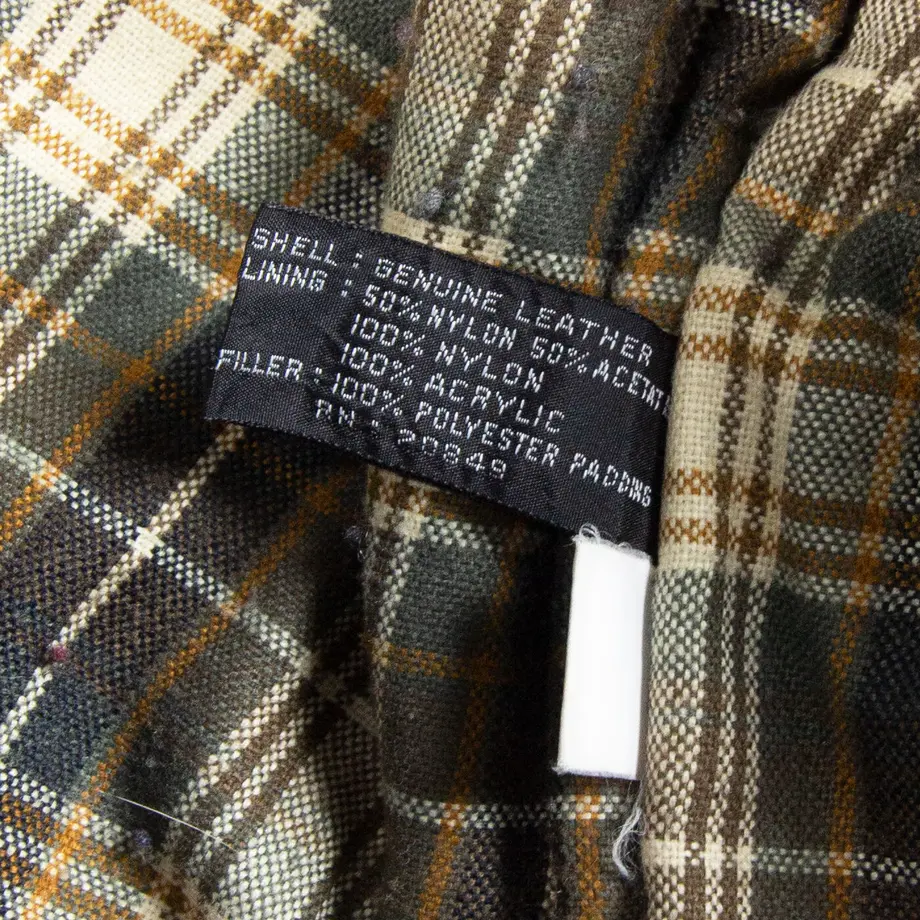 SHELL : GENUINE LEATHER
LINING : 50% NYLON 50% ACETATE
100% NYLON
100% ACRYLIC
FILLER : 100% POLYESTER PADDING
RN : 20849